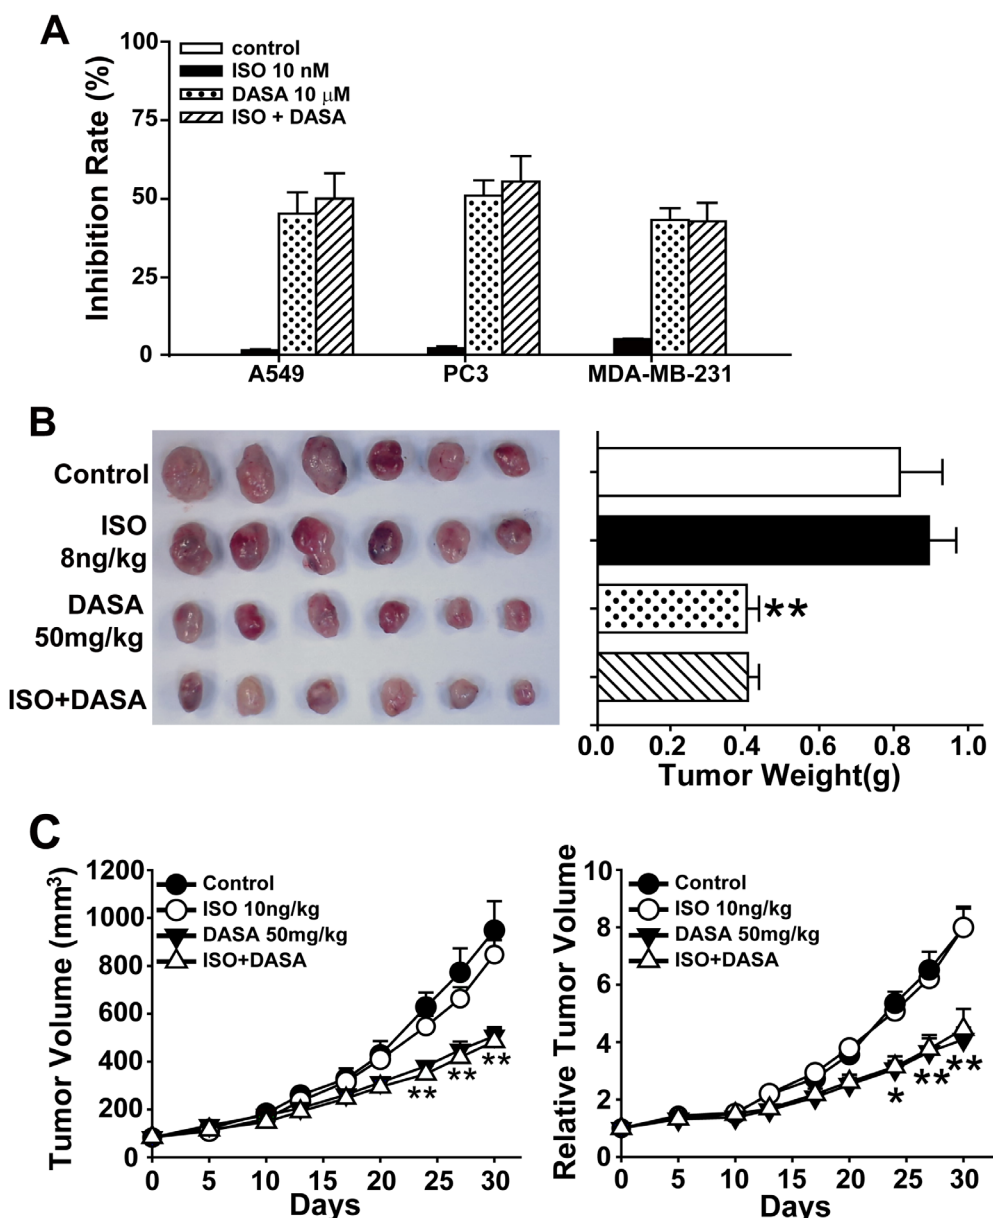 A
Inhibition Rate (%)
100
75
50
25
0
control
ISO 10 nM
DASA 10 μM
ISO + DASA
A549 PC3 MDA-MB-231
B
Control
ISO
8ng/kg
DASA
50mg/kg
ISO+DASA
**
0.0 0.2 0.4 0.6 0.8 1.0
Tumor Weight(g)
C
Tumor Volume (mm³)
1200
1000
800
600
400
200
0
Control
ISO 10ng/kg
DASA 50mg/kg
ISO+DASA
** ** **
0 5 10 15 20 25 30
Days
Relative Tumor Volume
10
8
6
4
2
0
Control
ISO 10ng/kg
DASA 50mg/kg
ISO+DASA
* ** **
0 5 10 15 20 25 30
Days